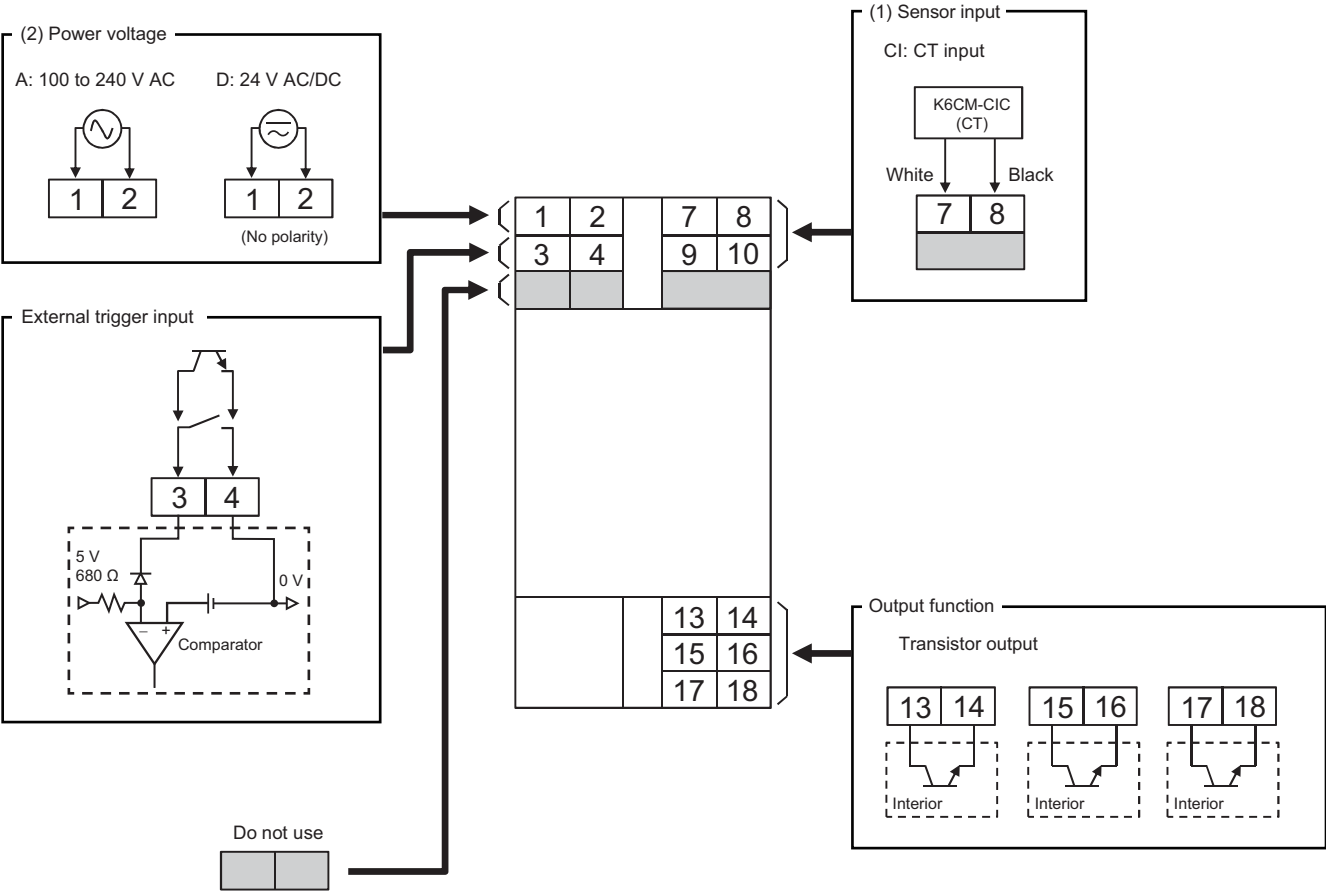 (2) Power voltage
A: 100 to 240 V AC
D: 24 V AC/DC
1 2
1 2
(No polarity)
External trigger input
3 4
5 V
680 Ω
0 V
– +
Comparator
Do not use
1 2 7 8
3 4 9 10
13 14
15 16
17 18
(1) Sensor input
CI: CT input
K6CM-CIC
(CT)
White Black
7 8
Output function
Transistor output
13 14
15 16
17 18
Interior
Interior
Interior